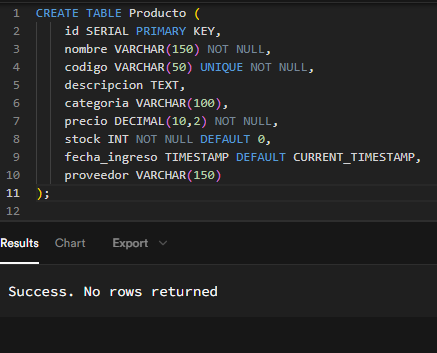 1 CREATE TABLE Producto (
2 id SERIAL PRIMARY KEY,
3 nombre VARCHAR(150) NOT NULL,
4 codigo VARCHAR(50) UNIQUE NOT NULL,
5 descripcion TEXT,
6 categoria VARCHAR(100),
7 precio DECIMAL(10,2) NOT NULL,
8 stock INT NOT NULL DEFAULT 0,
9 fecha_ingreso TIMESTAMP DEFAULT CURRENT_TIMESTAMP,
10 proveedor VARCHAR(150)
11 );
12
Results Chart Export
Success. No rows returned